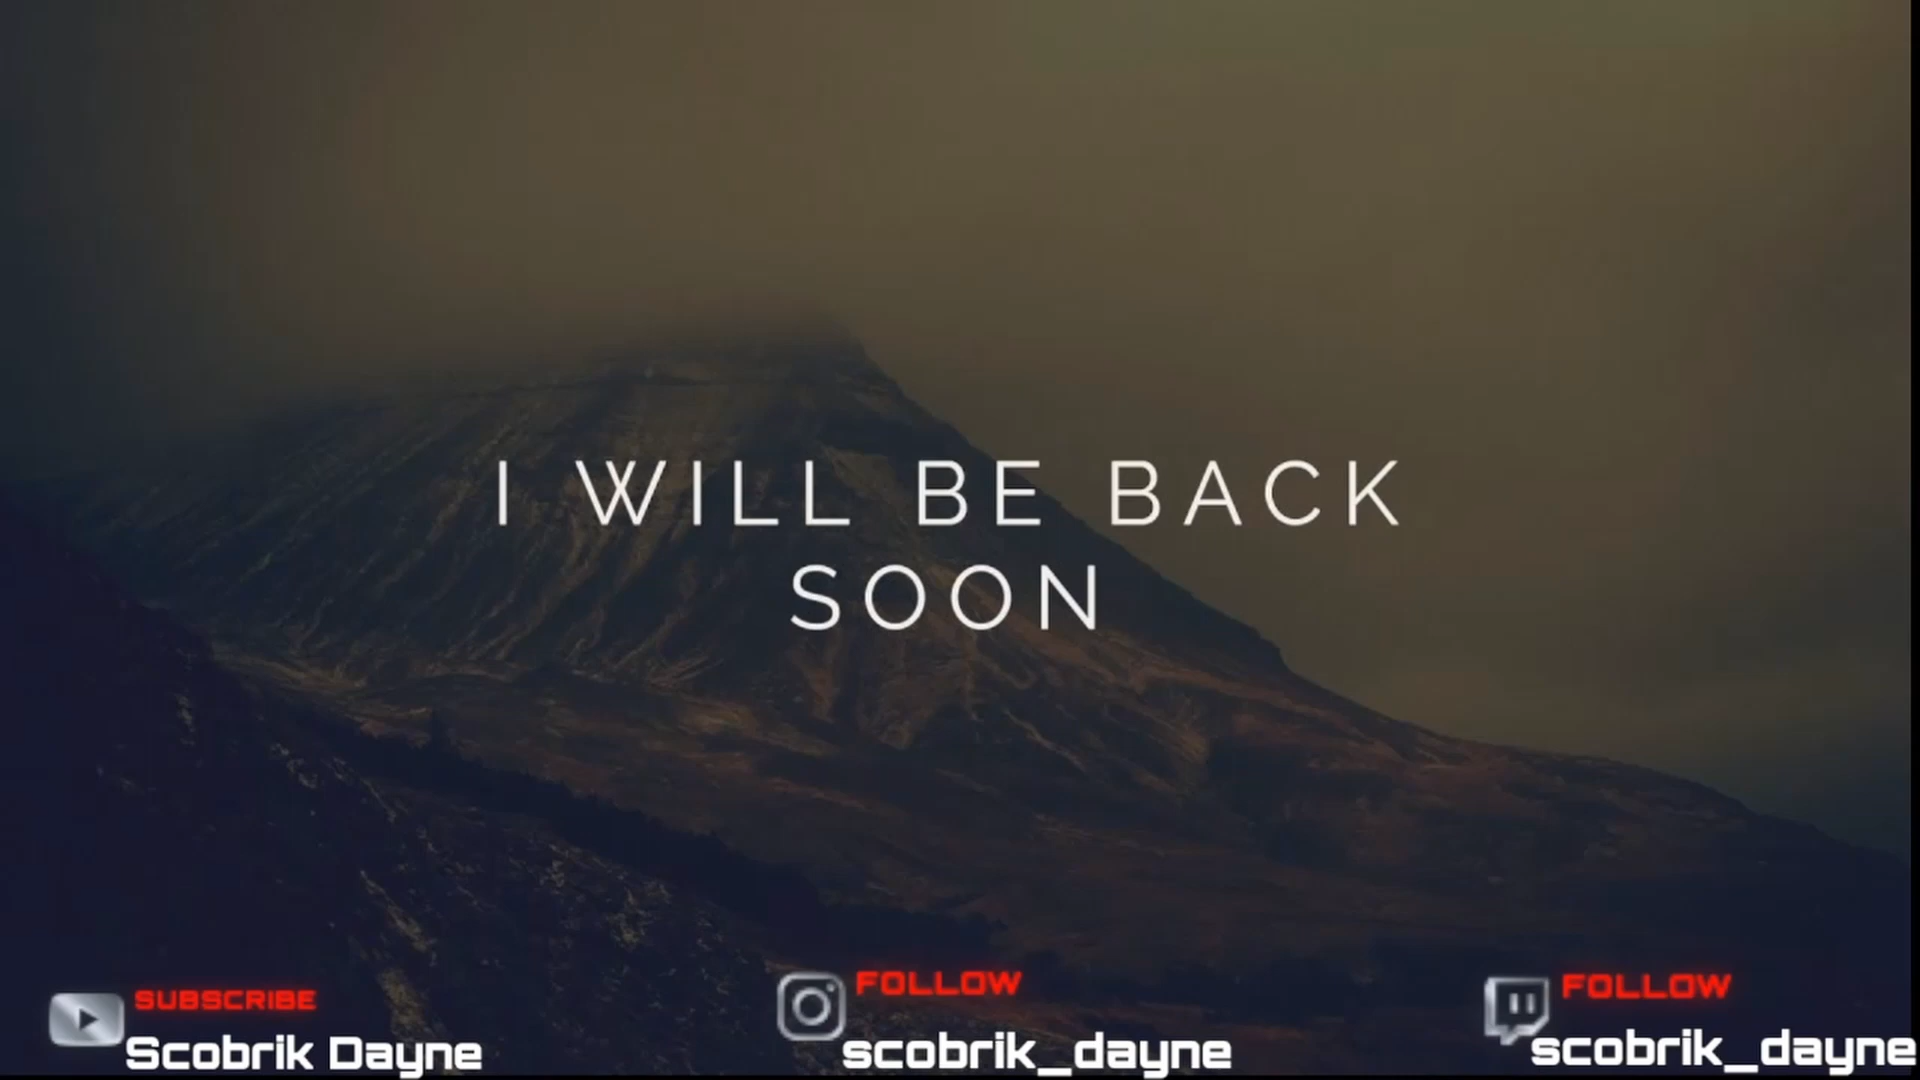 I WILL BE BACK
SOON
SUBSCRIBE
Scobrik Dayne
FOLLOW
scobrik_dayne
FOLLOW
scobrik_dayne